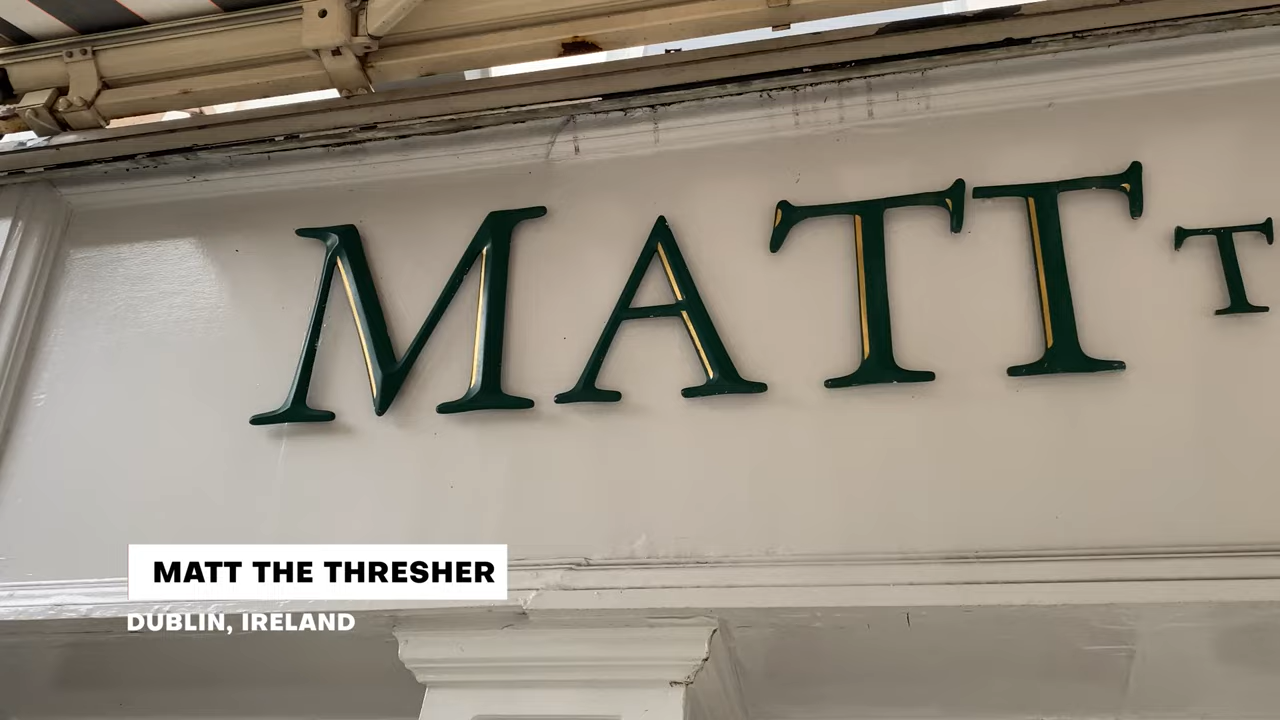 MATT T
MATT THE THRESHER
DUBLIN, IRELAND